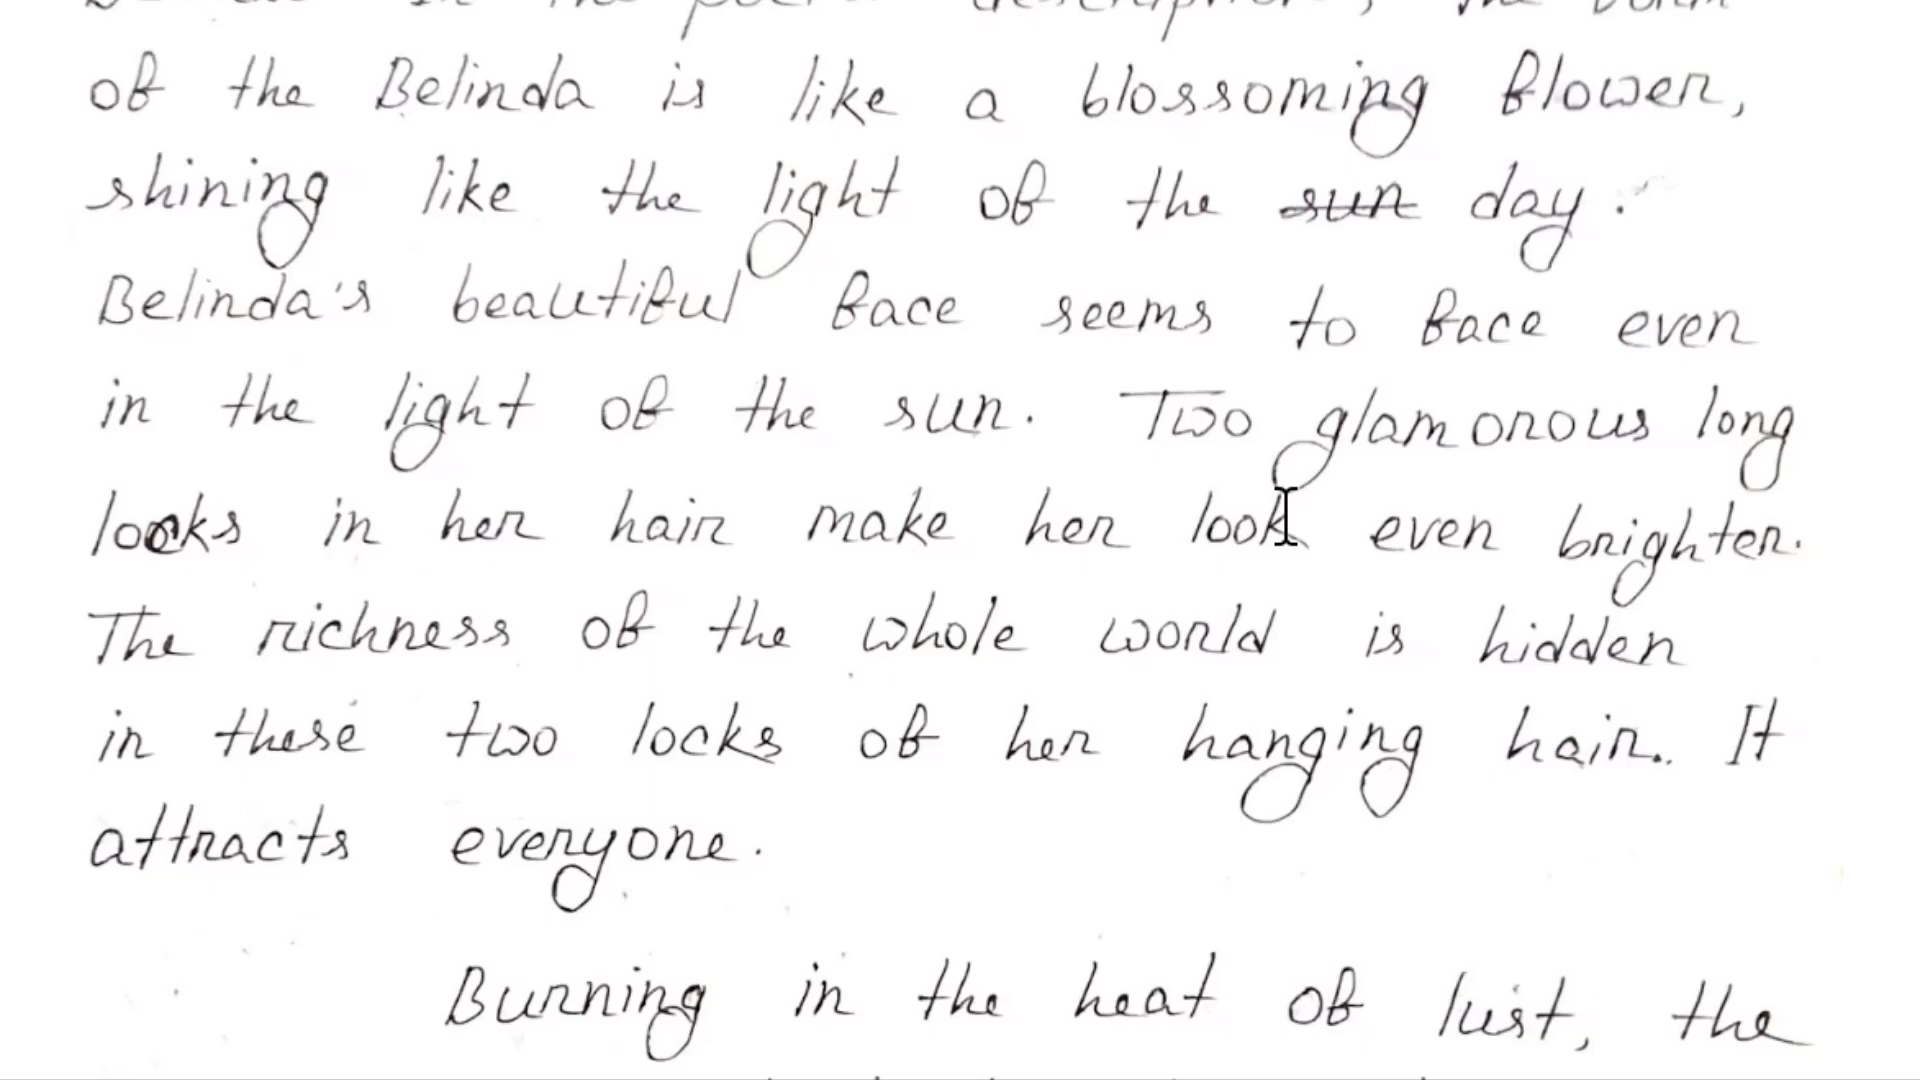 of the Belinda is like a blossoming flower,
shining like the light of the sun day.
Belinda's beautiful face seems to face even
in the light of the sun. Two glamorous long
locks in her hair make her look even brighter.
The richness of the whole world is hidden
in these two locks of her hanging hair. It
attracts everyone.
Burning in the heat of lust, the